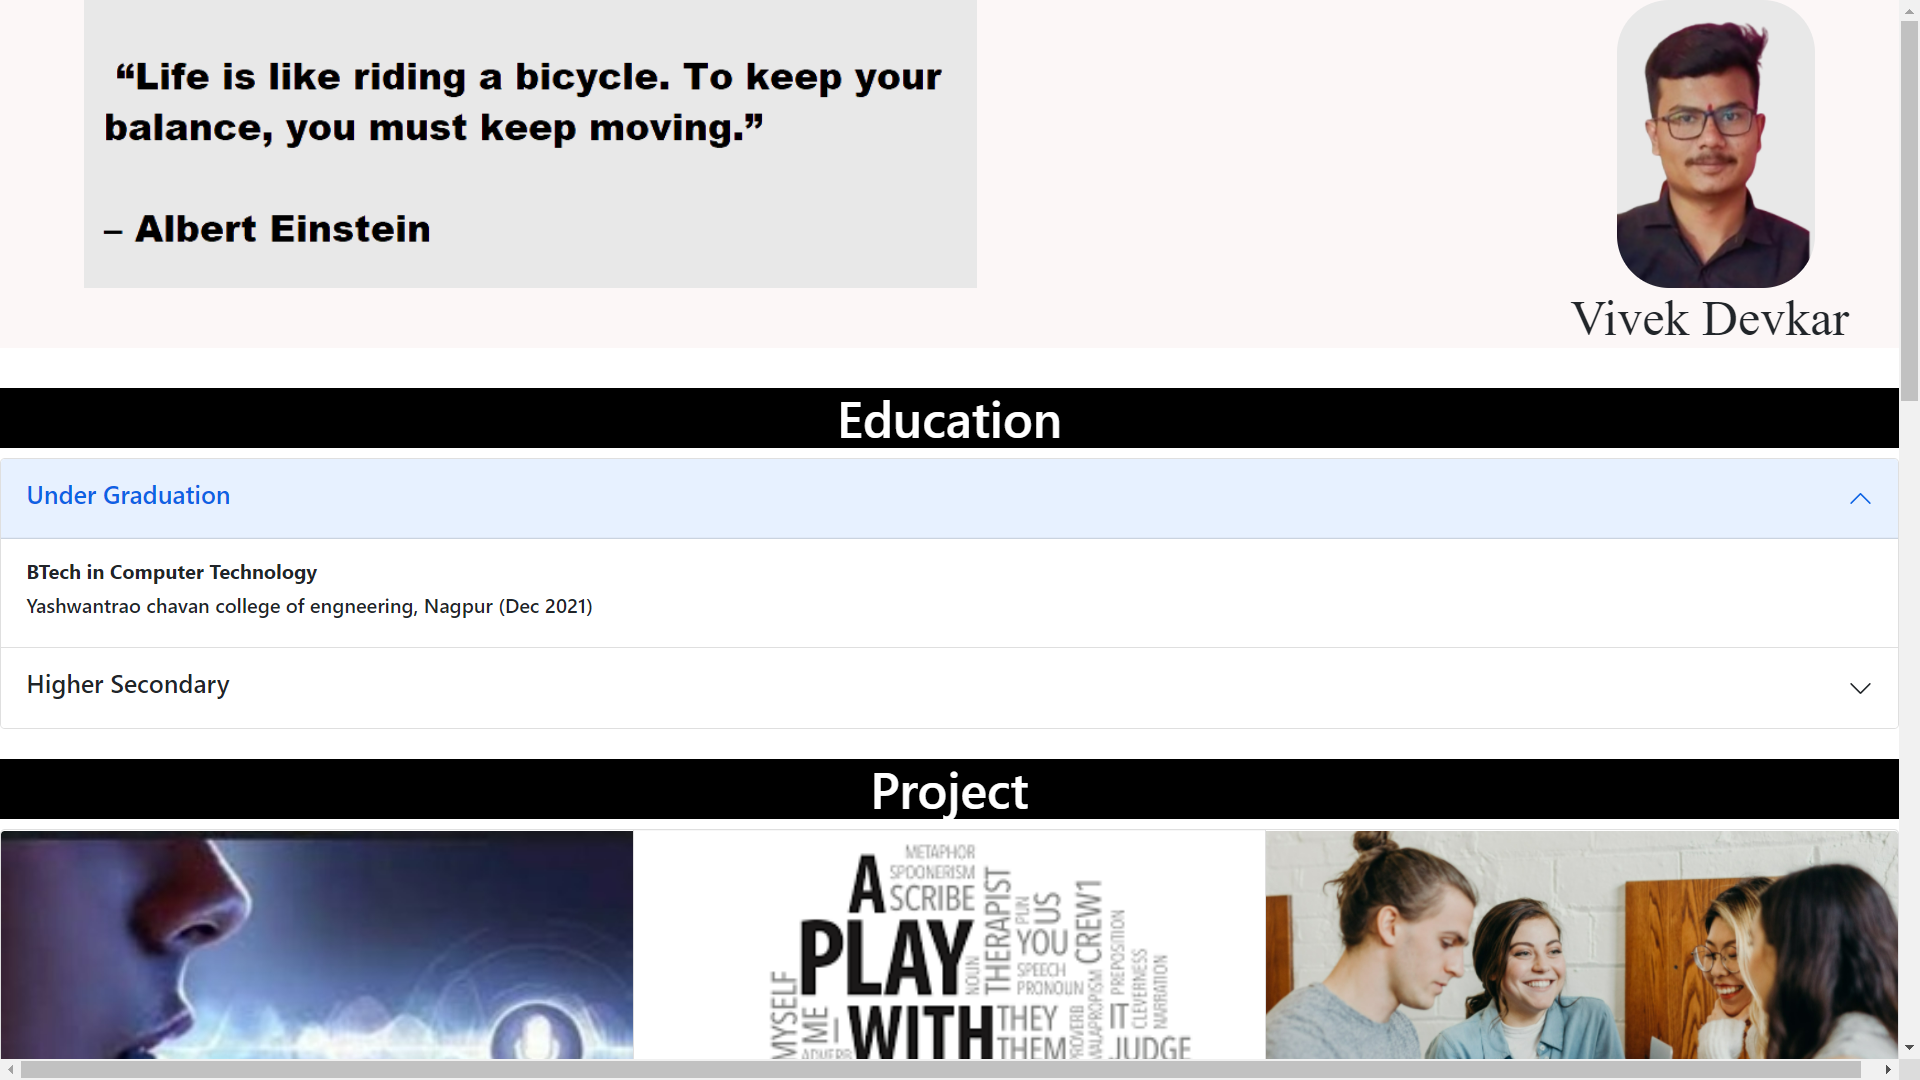 “Life is like riding a bicycle. To keep your
balance, you must keep moving.”
– Albert Einstein
Vivek Devkar
Education
Under Graduation
BTech in Computer Technology
Yashwantrao chavan college of engneering, Nagpur (Dec 2021)
Higher Secondary
Project
METAPHOR
SPOONERISM
A
SCRIBE
PLAY
WITH
THERAPIST
NOUN
PUN
US
YOU
SPEECH
PRONOUN
CREW1
PREPOSITION
CLEVERNESS
NARRATION
IT
MYSELF
ME
I
ADVERB
THEY
THEM
PROVERB
MALAPROPISM
JUDGE